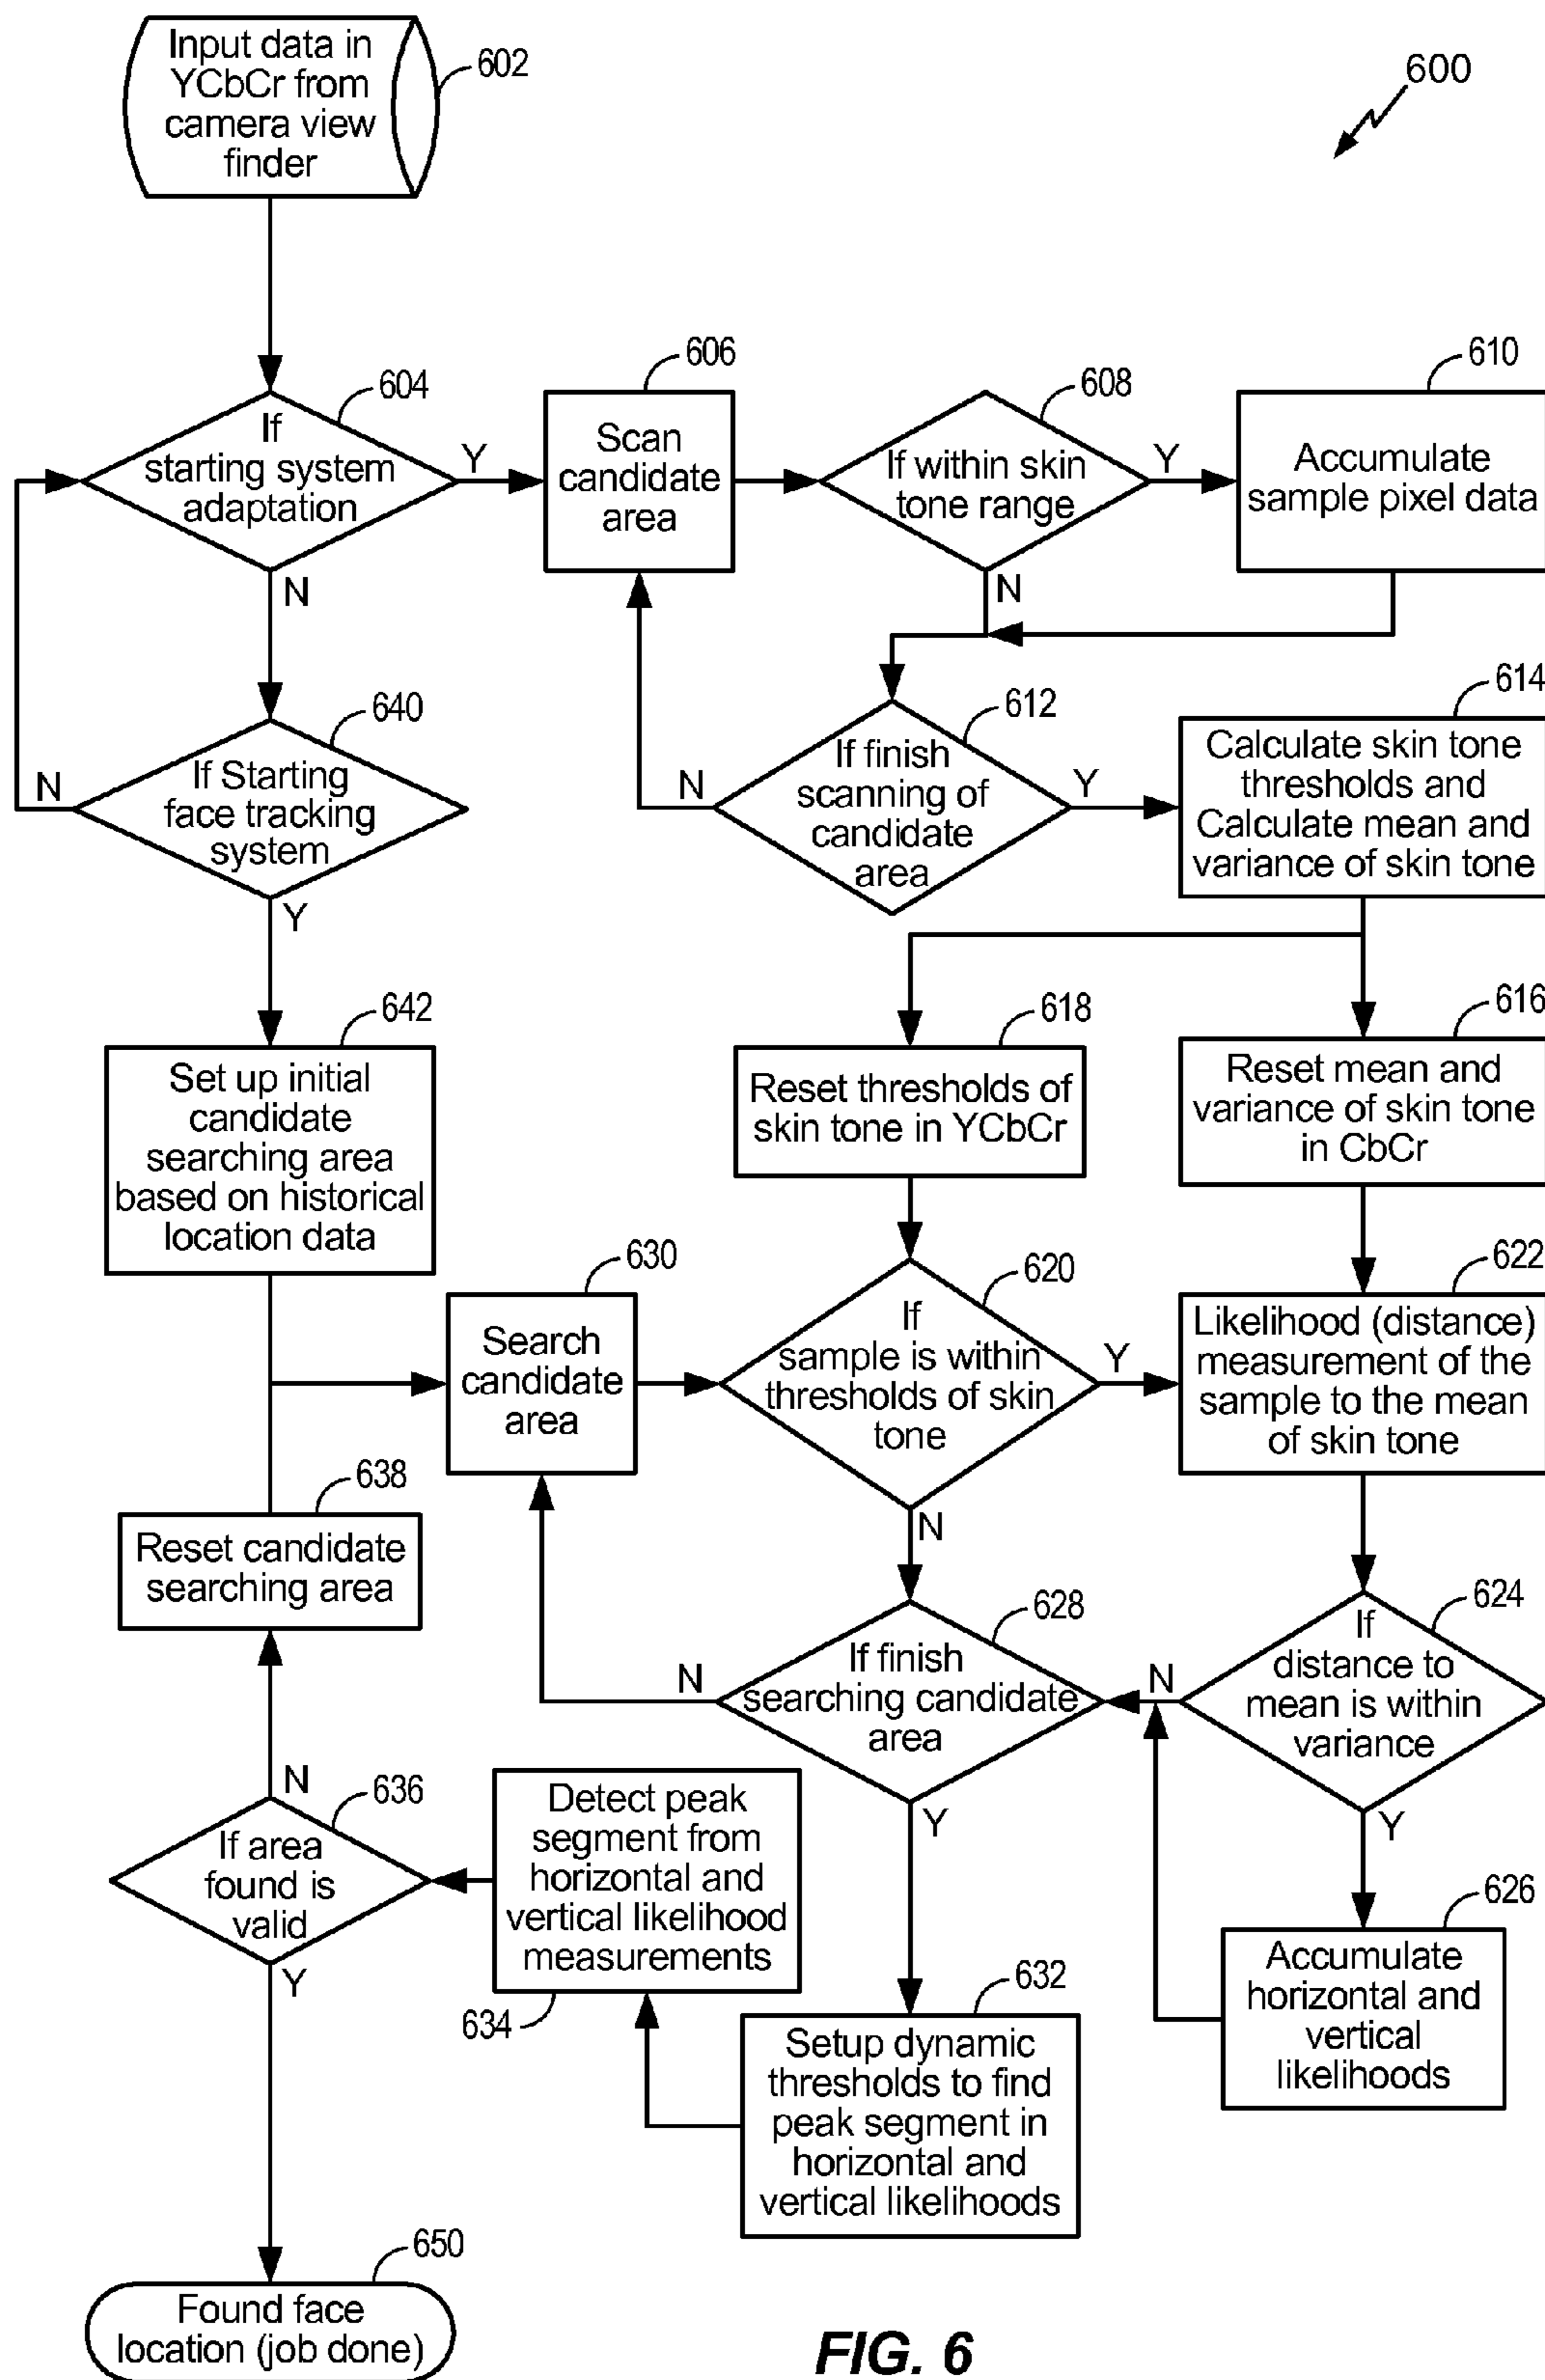 Input data in
YCbCr from
camera view
finder
602
600
604
If
starting system
adaptation
Y
N
606
Scan
candidate
area
608
If within skin
tone range
Y
N
610
Accumulate
sample pixel data
640
If Starting
face tracking
system
N
Y
612
If finish
scanning of
candidate
area
N
Y
614
Calculate skin tone
thresholds and
Calculate mean and
variance of skin tone
642
Set up initial
candidate
searching area
based on historical
location data
618
Reset thresholds of
skin tone in YCbCr
616
Reset mean and
variance of skin tone
in CbCr
630
Search
candidate
area
620
If
sample is within
thresholds of skin
tone
Y
N
622
Likelihood (distance)
measurement of the
sample to the mean
of skin tone
638
Reset candidate
searching area
628
If finish
searching candidate
area
N
Y
624
If
distance to
mean is within
variance
N
Y
636
If area
found is
valid
N
Y
Detect peak
segment from
horizontal and
vertical likelihood
measurements
634
632
Setup dynamic
thresholds to find
peak segment in
horizontal and
vertical likelihoods
626
Accumulate
horizontal and
vertical
likelihoods
650
Found face
location (job done)
FIG. 6